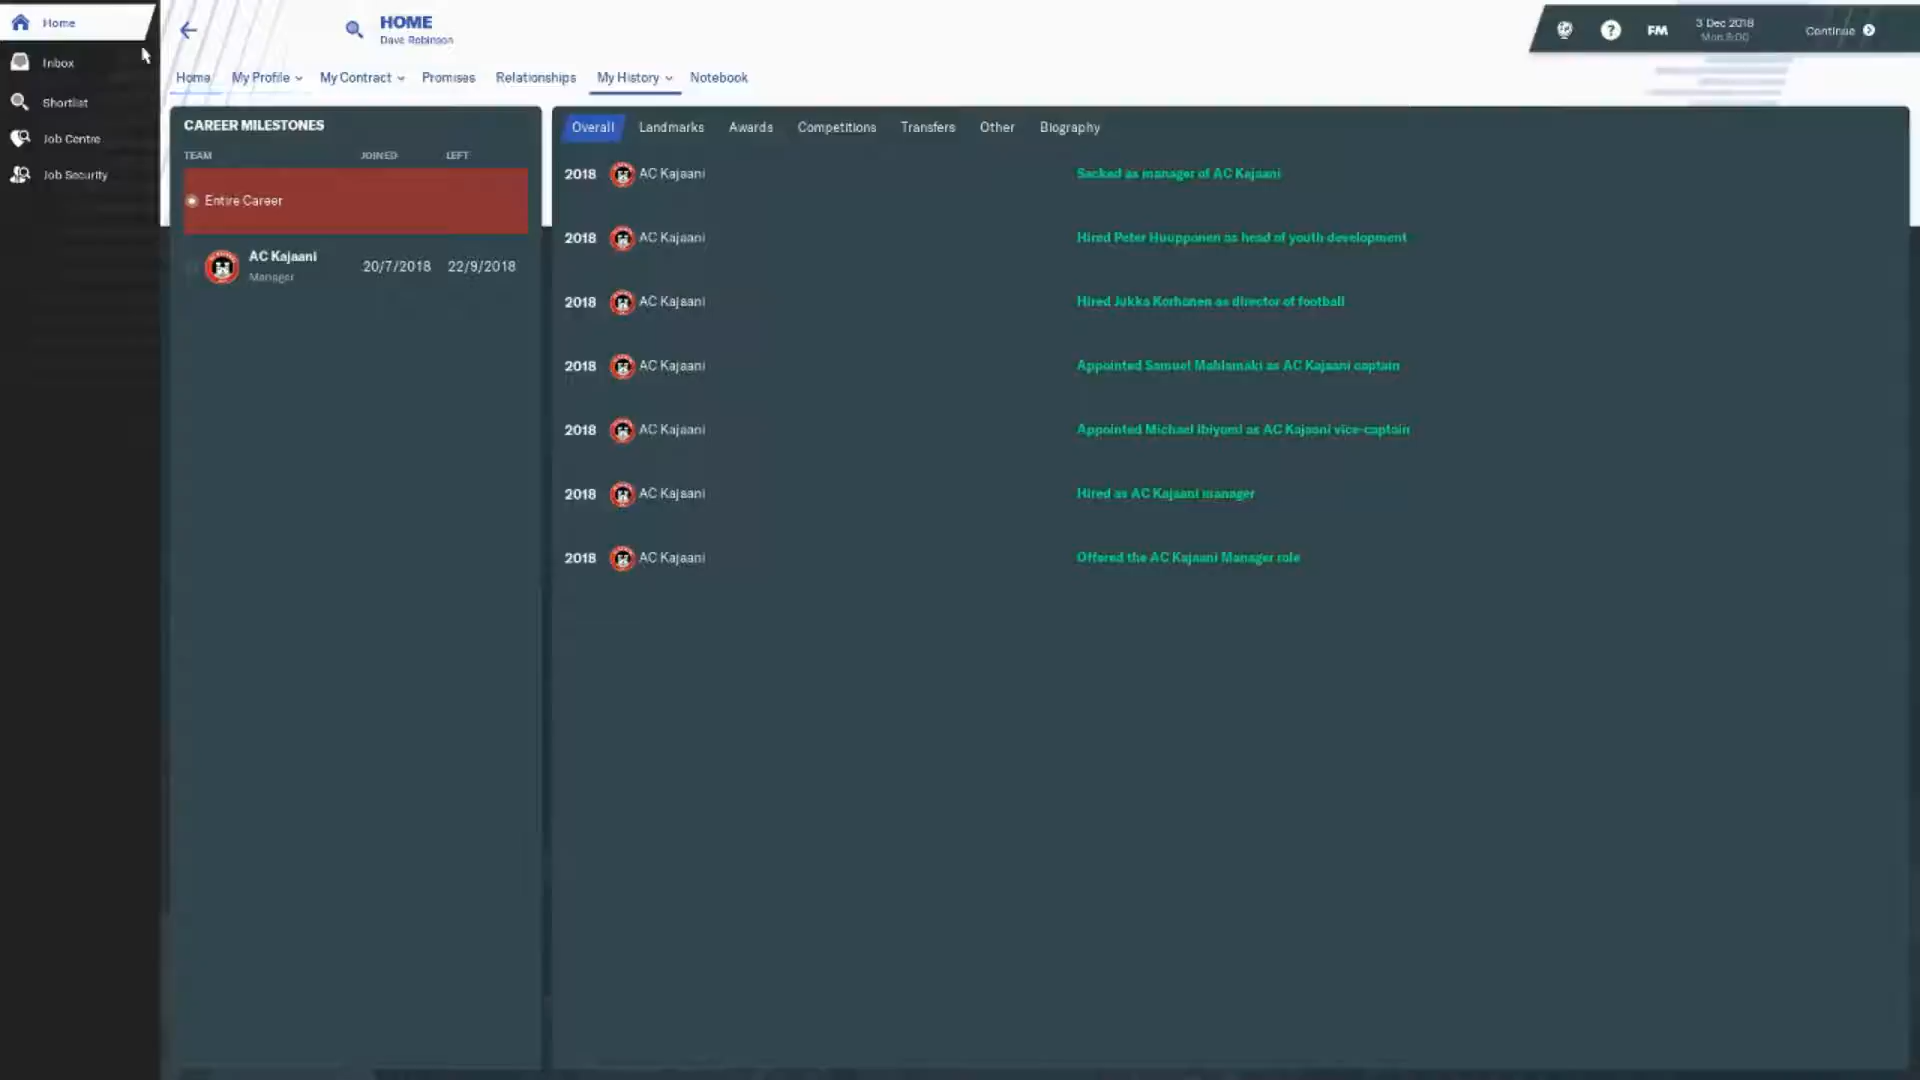 Home
Inbox
Shortlist
Job Centre
Job Security
HOME
Dave Robinson
FM
3 Dec 2018
Mon 8:00
Continue
Home My Profile My Contract Promises Relationships My History Notebook
CAREER MILESTONES
TEAM JOINED LEFT
Entire Career
AC Kajaani 20/7/2018 22/9/2018
Manager
Overall Landmarks Awards Competitions Transfers Other Biography
2018 AC Kajaani Sacked as manager of AC Kajaani
2018 AC Kajaani Hired Peter Huupponen as head of youth development
2018 AC Kajaani Hired Jukka Korhonen as director of football
2018 AC Kajaani Appointed Samuel Mahlamäki as AC Kajaani captain
2018 AC Kajaani Appointed Michael Ibiyomi as AC Kajaani vice-captain
2018 AC Kajaani Hired as AC Kajaani manager
2018 AC Kajaani Offered the AC Kajaani Manager role